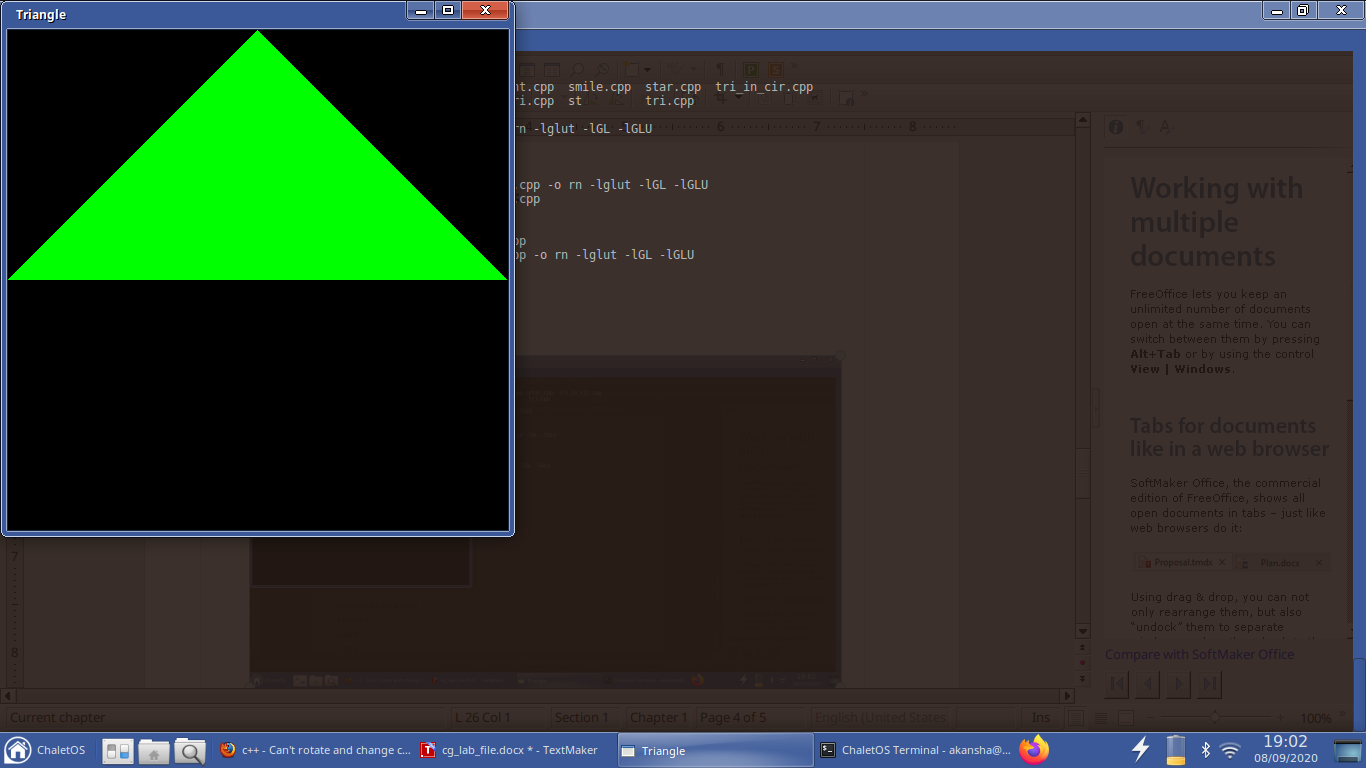 Triangle
nt.cpp smile.cpp star.cpp tri_in_cir.cpp
ri.cpp st tri.cpp
rn -lglut -lGL -lGLU
.cpp -o rn -lglut -lGL -lGLU
.cpp
pp
pp -o rn -lglut -lGL -lGLU
6 7 8
Working with
multiple
documents
FreeOffice lets you keep an
unlimited number of documents
open at the same time. You can
switch between them by pressing
Alt+Tab or by using the control
View | Windows.
Tabs for documents
like in a web browser
SoftMaker Office, the commercial
edition of FreeOffice, shows all
open documents in tabs – just like
web browsers do it:
Proposal.tmdx Plan.docx
Using drag & drop, you can not
only rearrange them, but also
"undock" them to separate
Compare with SoftMaker Office
7
8
Current chapter L 26 Col 1 Section 1 Chapter 1 Page 4 of 5 English (United States Ins 100%
ChaletOS c++ - Can't rotate and change c... cg_lab_file.docx * - TextMaker Triangle ChaletOS Terminal - akansha@... 19:02
08/09/2020